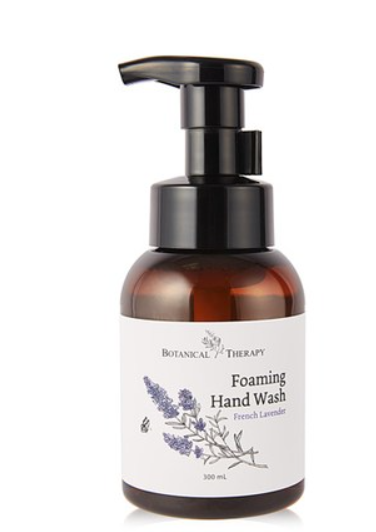 BOTANICAL THERAPY
Foaming
Hand Wash
French Lavender
300 mL